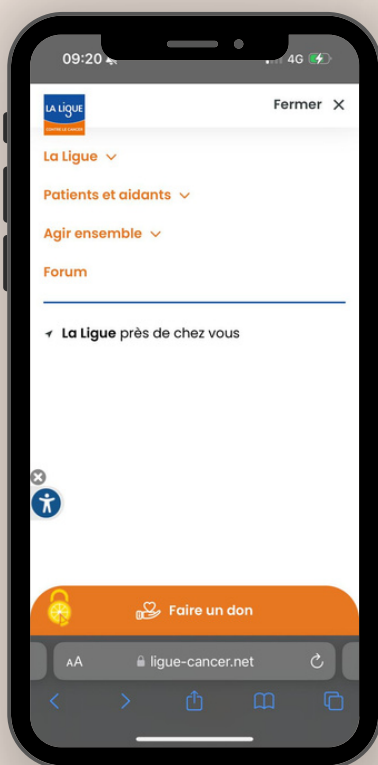 09:20
4G
LA LIGUE
CONTRE LE CANCER
Fermer X
La Ligue
Patients et aidants
Agir ensemble
Forum
La Ligue près de chez vous
Faire un don
AA
ligue-cancer.net